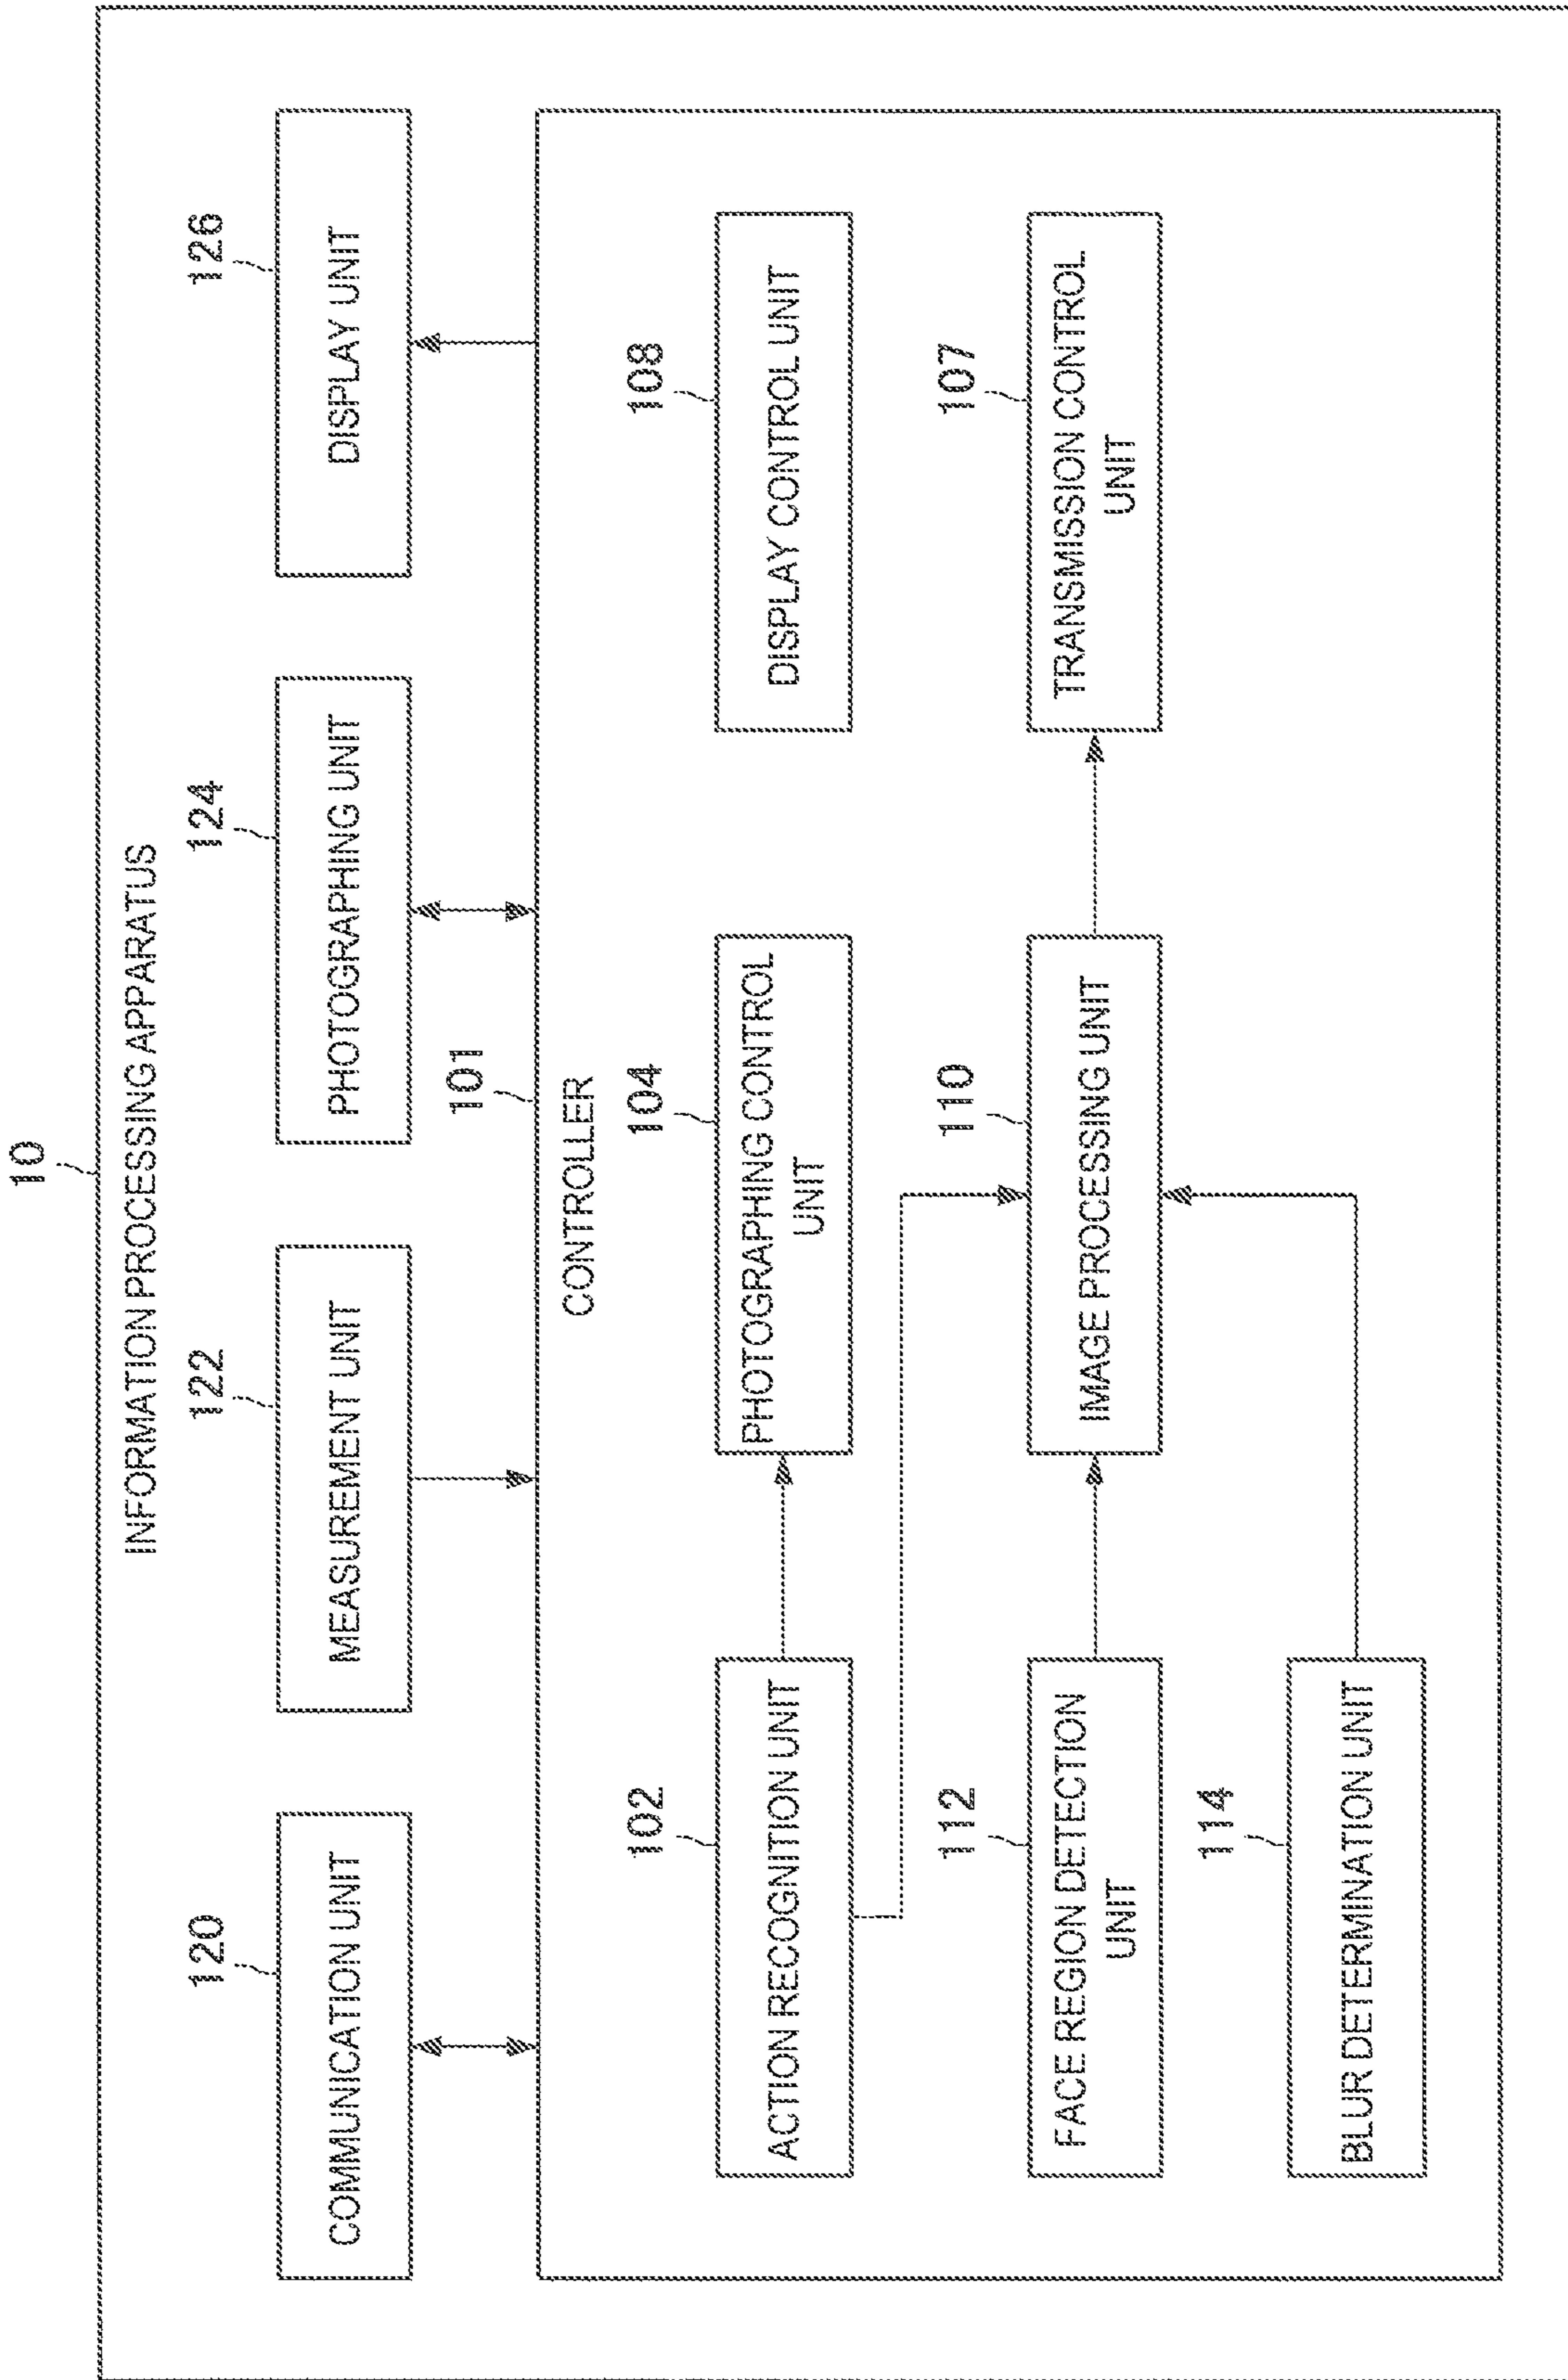 10
INFORMATION PROCESSING APPARATUS
120
COMMUNICATION UNIT
122
MEASUREMENT UNIT
124
PHOTOGRAPHING UNIT
126
DISPLAY UNIT
101
CONTROLLER
102
ACTION RECOGNITION UNIT
104
PHOTOGRAPHING CONTROL
UNIT
108
DISPLAY CONTROL UNIT
112
FACE REGION DETECTION
UNIT
110
IMAGE PROCESSING UNIT
107
TRANSMISSION CONTROL
UNIT
114
BLUR DETERMINATION UNIT